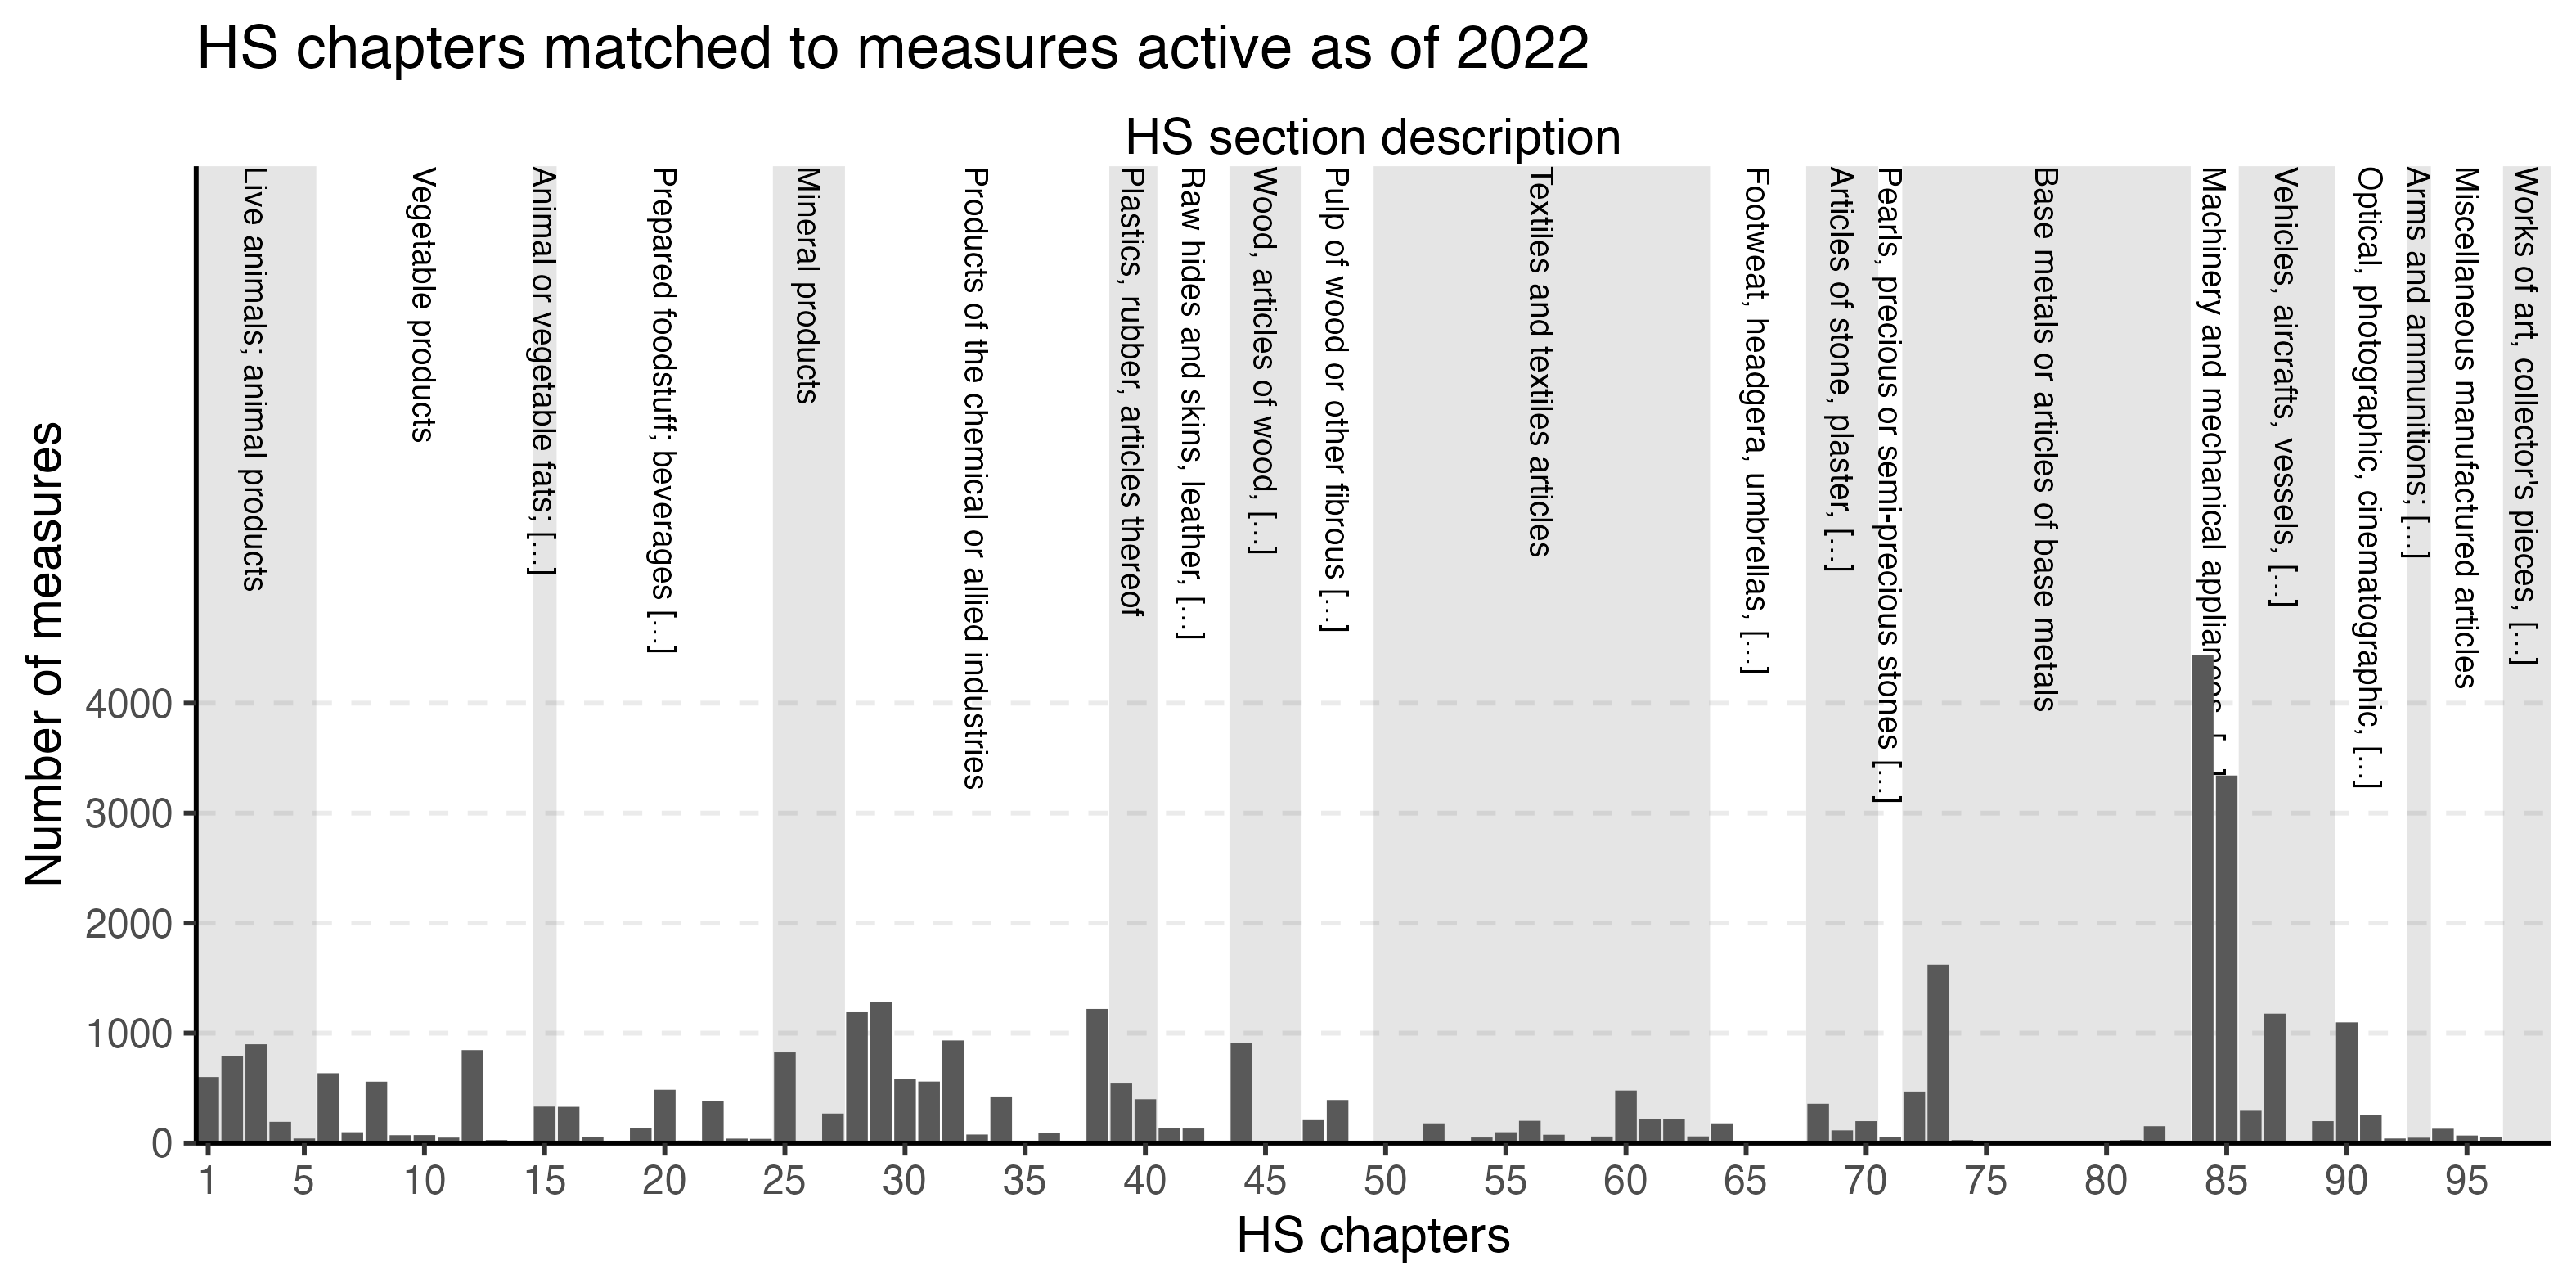 HS chapters matched to measures active as of 2022
HS section description
Live animals; animal products
Vegetable products
Animal or vegetable fats; [...]
Prepared foodstuff; beverages [...]
Mineral products
Products of the chemical or allied industries
Plastics, rubber, articles thereof
Raw hides and skins, leather, [...]
Wood, articles of wood, [...]
Pulp of wood or other fibrous [...]
Textiles and textiles articles
Footweat, headgera, umbrellas, [...]
Articles of stone, plaster, [...]
Pearls, precious or semi-precious stones [...]
Base metals or articles of base metals
Machinery and mechanical appliances, [...]
Vehicles, aircrafts, vessels, [...]
Optical, photographic, cinematographic, [...]
Arms and ammunitions; [...]
Miscellaneous manufactured articles
Works of art, collector's pieces, [...]
Number of measures
4000
3000
2000
1000
0
1 5 10 15 20 25 30 35 40 45 50 55 60 65 70 75 80 85 90 95
HS chapters